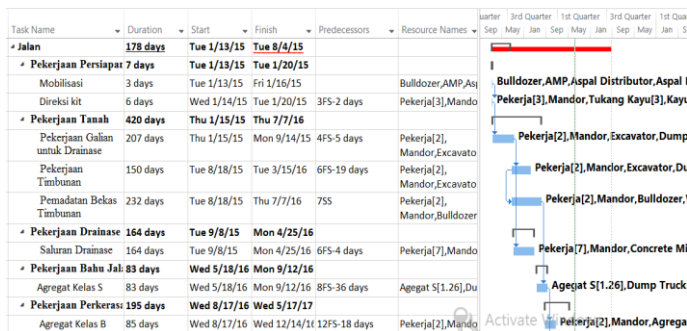 uarter 3rd Quarter 1st Quarter 3rd Quarter 1st Qua
Task Name Duration Start Finish Predecessors Resource Names Sep May Jan Sep May Jan Sep May Jan
Jalan 178 days Tue 1/13/15 Tue 8/4/15
Pekerjaan Persiapan 7 days Tue 1/13/15 Tue 1/20/15
Mobilisasi 3 days Tue 1/13/15 Fri 1/16/15 Bulldozer,AMP,Asp Bulldozer,AMP,Aspal Distributor,Aspal
Direksi kit 6 days Wed 1/14/15 Tue 1/20/15 3FS-2 days Pekerja[3],Mando Pekerja[3],Mandor,Tukang Kayu[3],Kayu
Pekerjaan Tanah 420 days Thu 1/15/15 Thu 7/7/16
Pekerjaan Galian 207 days Thu 1/15/15 Mon 9/14/15 4FS-5 days Pekerja[2], Pekerja[2],Mandor,Excavator,Dump
untuk Drainase Mandor,Excavato
Pekerjaan 150 days Tue 8/18/15 Tue 3/15/16 6FS-19 days Pekerja[2], Pekerja[2],Mandor,Excavator,Du
Timbunan Mandor,Excavato
Pemadatan Bekas 232 days Tue 8/18/15 Thu 7/7/16 7SS Pekerja[2], Pekerja[2],Mandor,Bulldozer,
Timbunan Mandor,Bulldozer
Pekerjaan Drainase 164 days Tue 9/8/15 Mon 4/25/16
Saluran Drainase 164 days Tue 9/8/15 Mon 4/25/16 6FS-4 days Pekerja[7],Mando Pekerja[7],Mandor,Concrete Mi
Pekerjaan Bahu Jal 83 days Wed 5/18/16 Mon 9/12/16
Agregat Kelas S 83 days Wed 5/18/16 Mon 9/12/16 8FS-36 days Agegat S[1.26],Du Agegat S[1.26],Dump Truck
Pekerjaan Perkeras 195 days Wed 8/17/16 Wed 5/17/17
Agregat Kelas B 85 days Wed 8/17/16 Wed 12/14/1 12FS-18 days Pekerja[2],Mando Pekerja[2],Mandor,Agrega
Activate